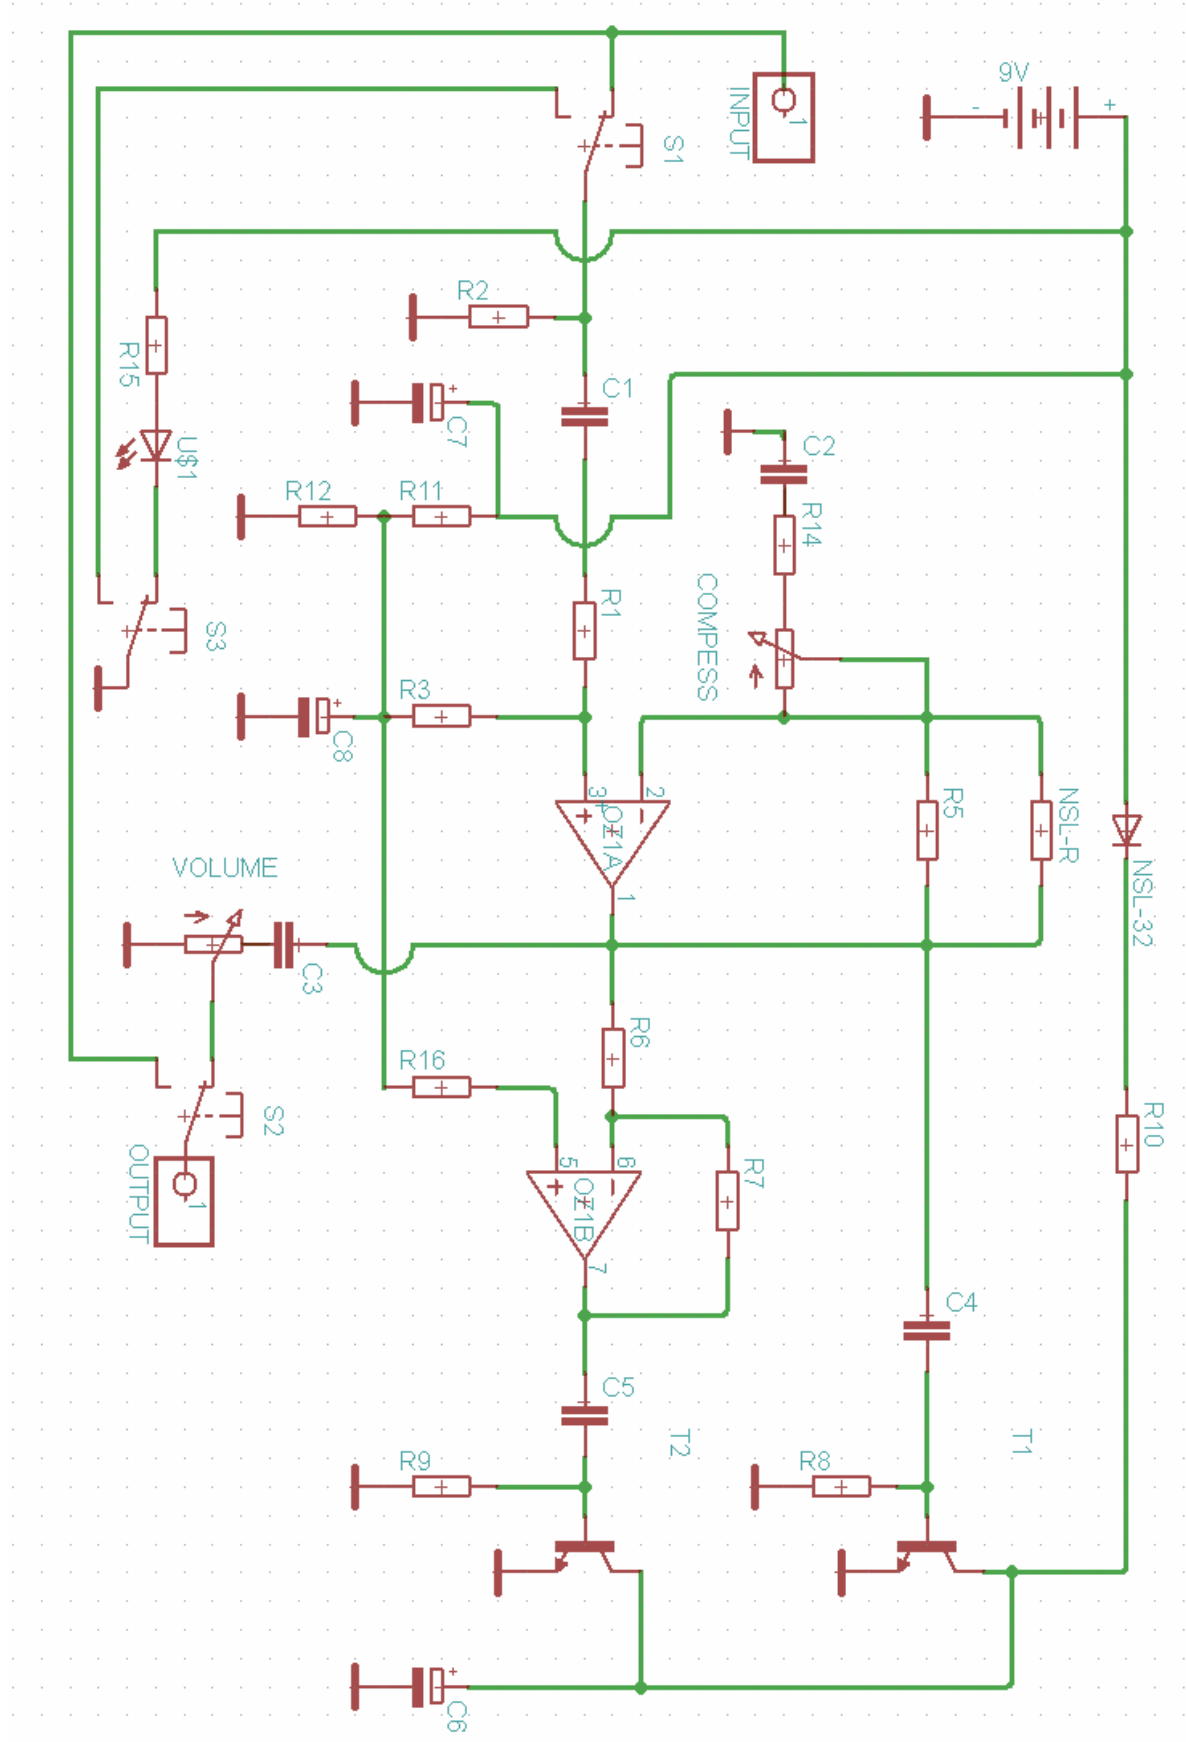 9V
-
+
INPUT
1
S1
R2
R15
C1
+
C7
C2
U$1
R12
R11
R14
R1
COMPESS
S3
R3
+
C8
3
2
+
-
OZ1A
1
R5
NSL-R
NSL-32
VOLUME
C3
R6
R16
S2
R10
OUTPUT
1
5
6
+
-
OZ1B
7
R7
C4
C5
T2
T1
R9
R8
+
C6